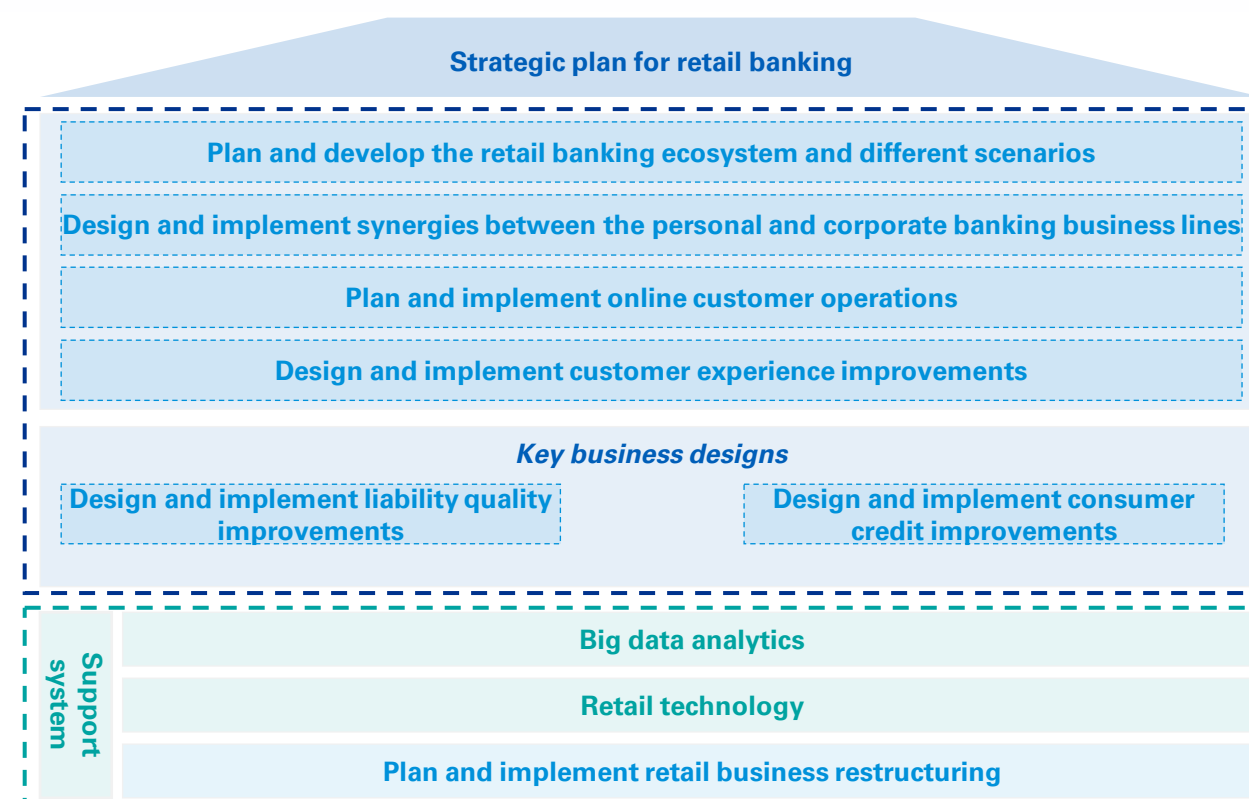 Strategic plan for retail banking
Plan and develop the retail banking ecosystem and different scenarios
Design and implement synergies between the personal and corporate banking business lines
Plan and implement online customer operations
Design and implement customer experience improvements
Key business designs
Design and implement liability quality
improvements
Design and implement consumer
credit improvements
Support
system
Big data analytics
Retail technology
Plan and implement retail business restructuring